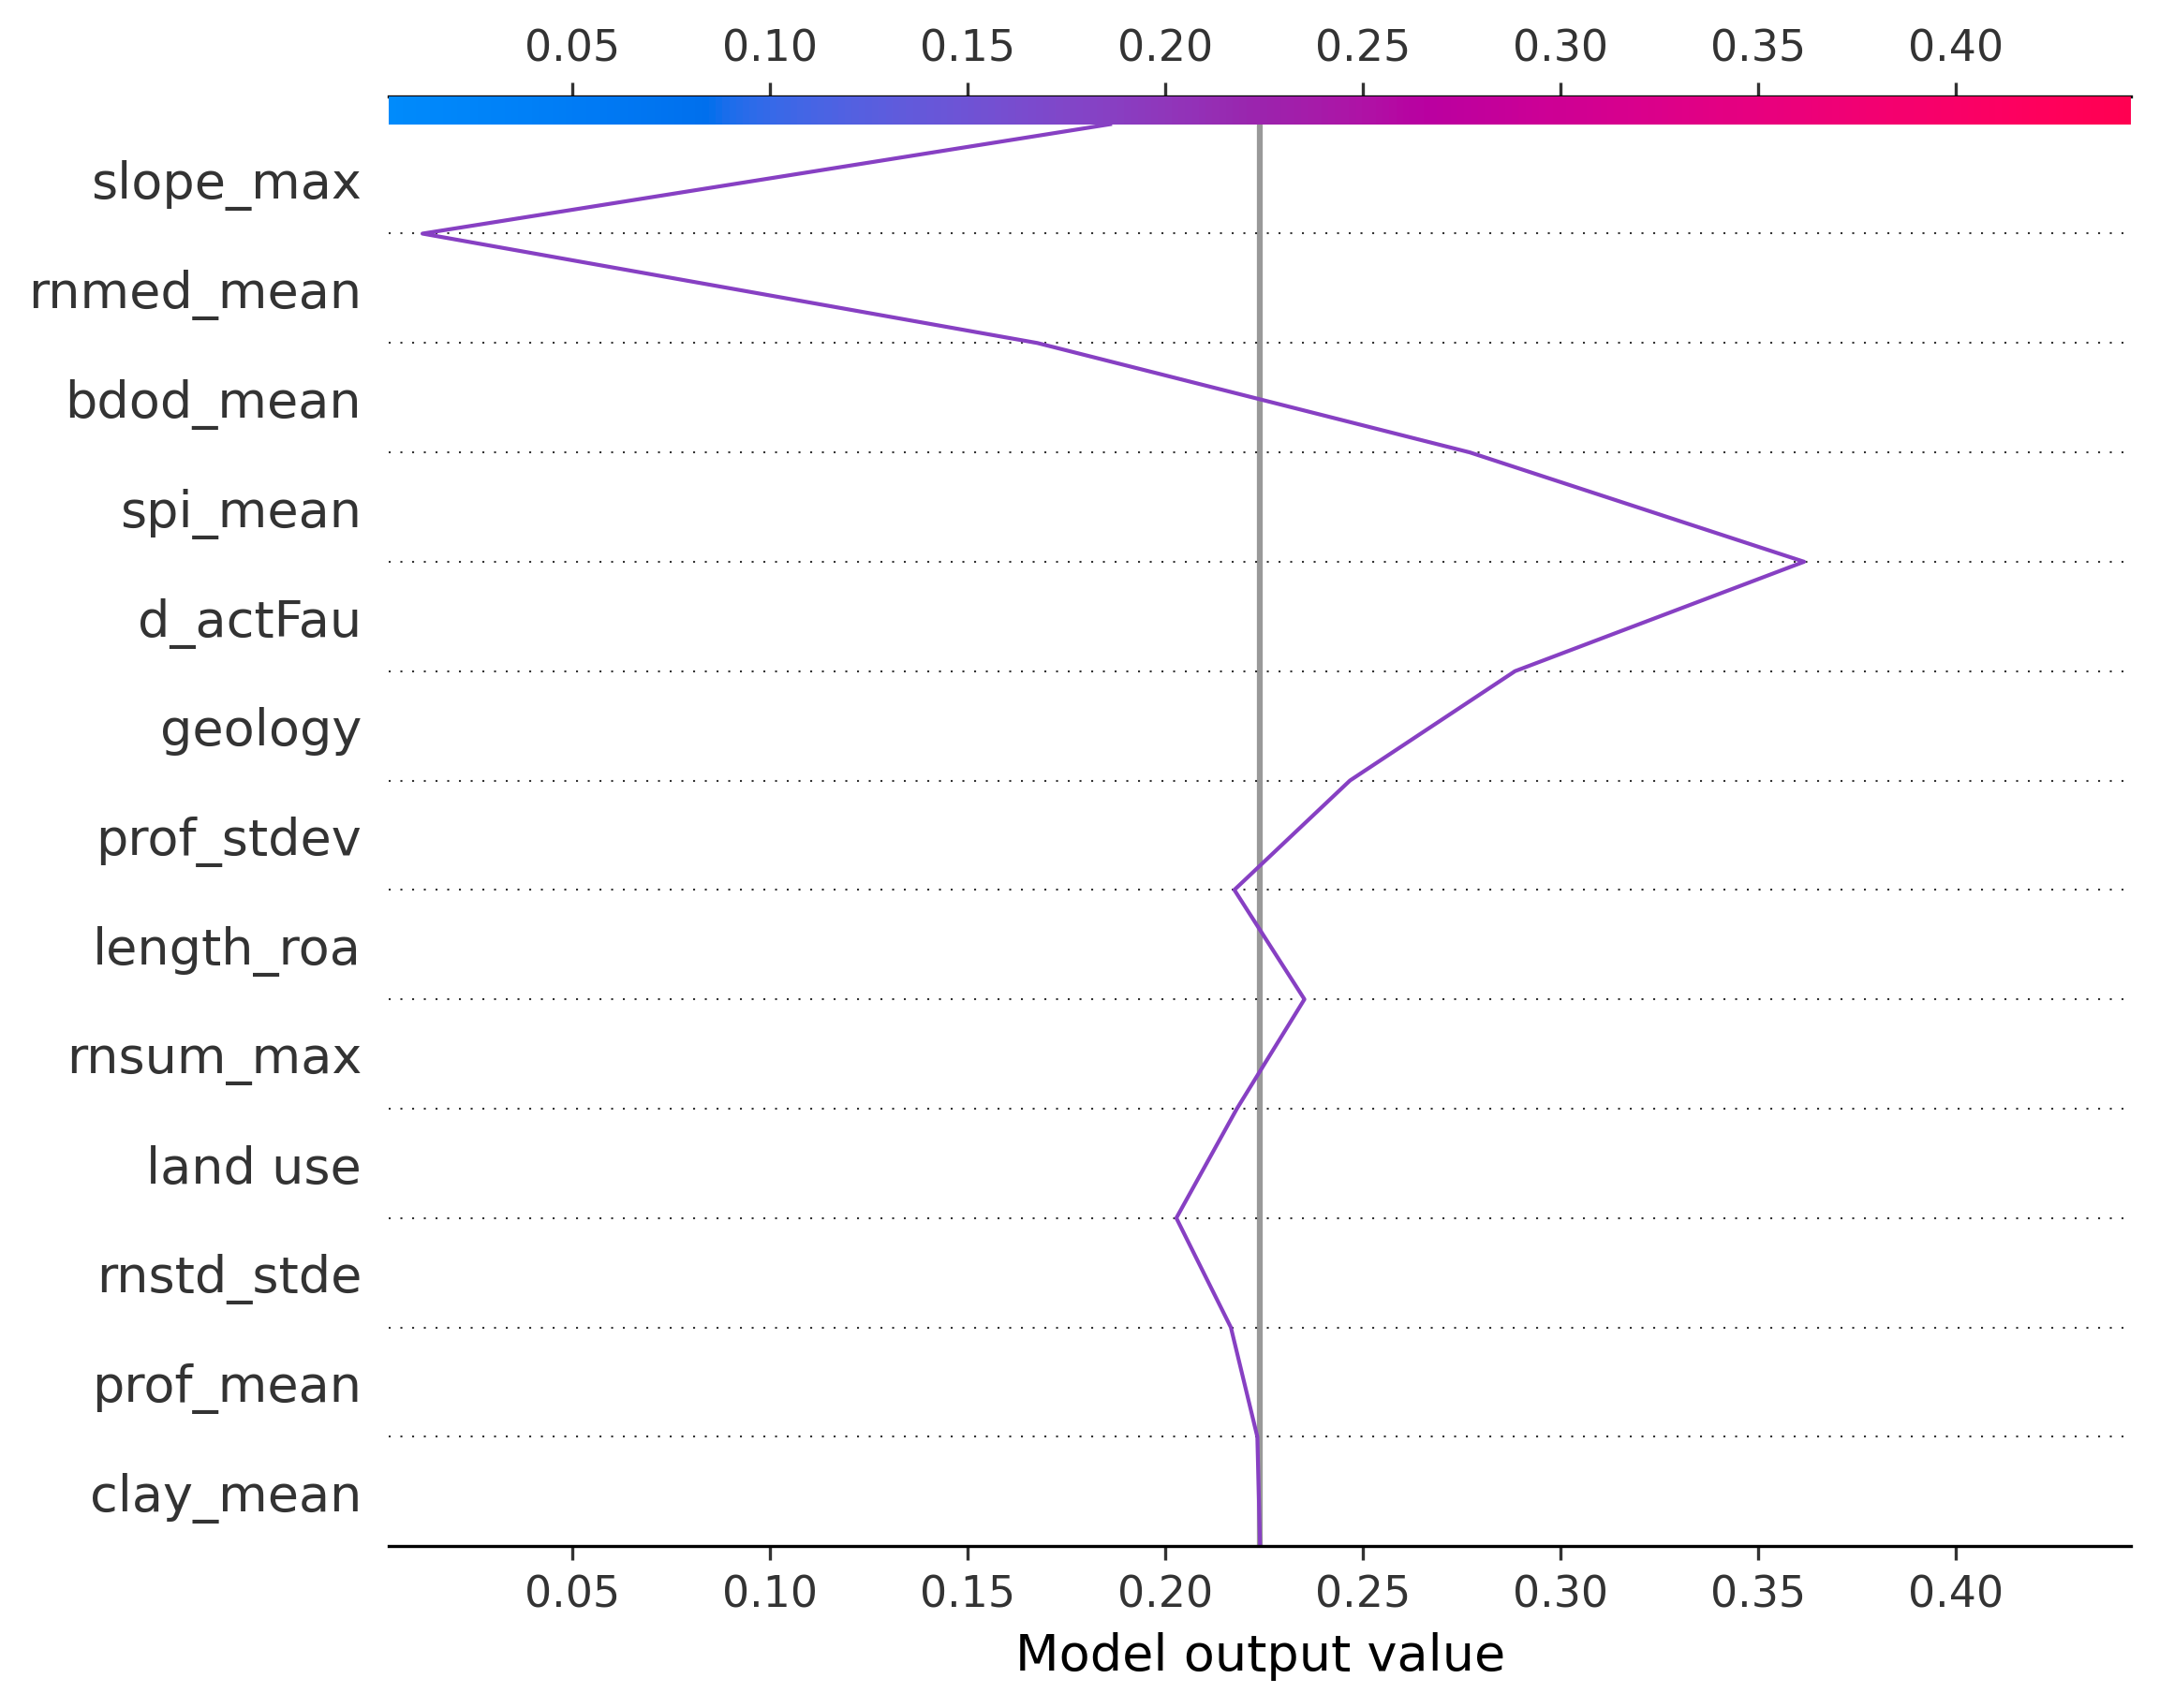 0.05 0.10 0.15 0.20 0.25 0.30 0.35 0.40
slope_max
rnmed_mean
bdod_mean
spi_mean
d_actFau
geology
prof_stdev
length_roa
rnsum_max
land use
rnstd_stde
prof_mean
clay_mean
0.05 0.10 0.15 0.20 0.25 0.30 0.35 0.40
Model output value